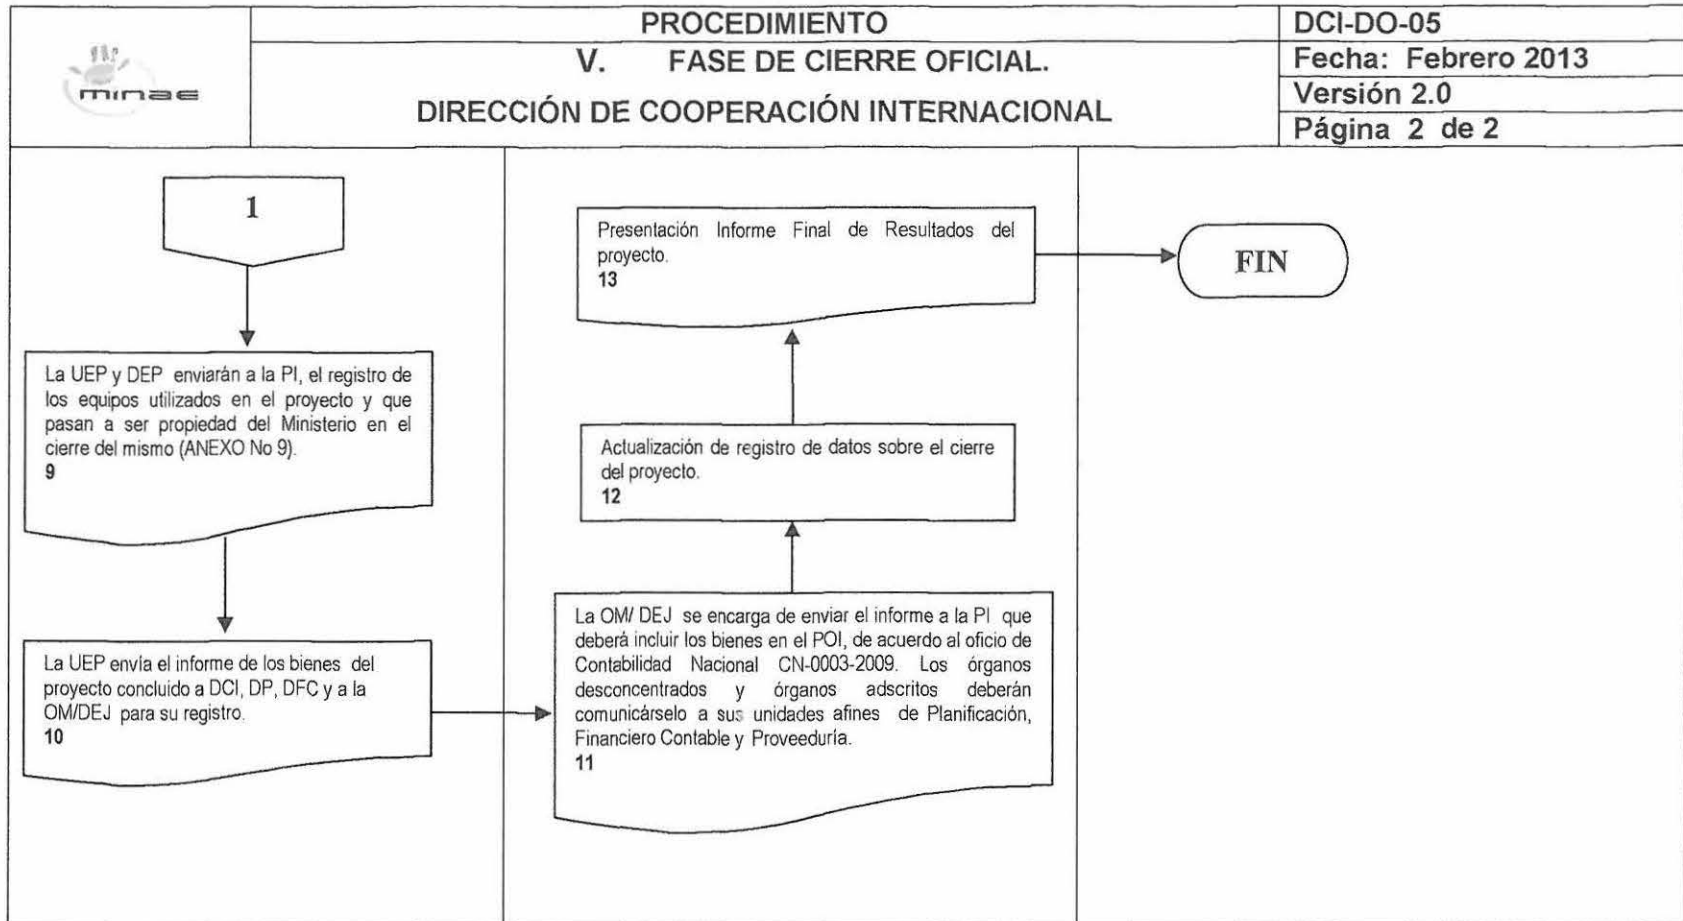 minae
PROCEDIMIENTO
V. FASE DE CIERRE OFICIAL.
DIRECCIÓN DE COOPERACIÓN INTERNACIONAL
DCI-DO-05
Fecha: Febrero 2013
Versión 2.0
Página 2 de 2
1
La UEP y DEP enviarán a la PI, el registro de
los equipos utilizados en el proyecto y que
pasan a ser propiedad del Ministerio en el
cierre del mismo (ANEXO No 9).
9
La UEP envía el informe de los bienes del
proyecto concluido a DCI, DP, DFC y a la
OM/DEJ para su registro.
10
La OM/ DEJ se encarga de enviar el informe a la PI que
deberá incluir los bienes en el POI, de acuerdo al oficio de
Contabilidad Nacional CN-0003-2009. Los órganos
desconcentrados y órganos adscritos deberán
comunicárselo a sus unidades afines de Planificación,
Financiero Contable y Proveeduría.
11
Actualización de registro de datos sobre el cierre
del proyecto.
12
Presentación Informe Final de Resultados del
proyecto.
13
FIN